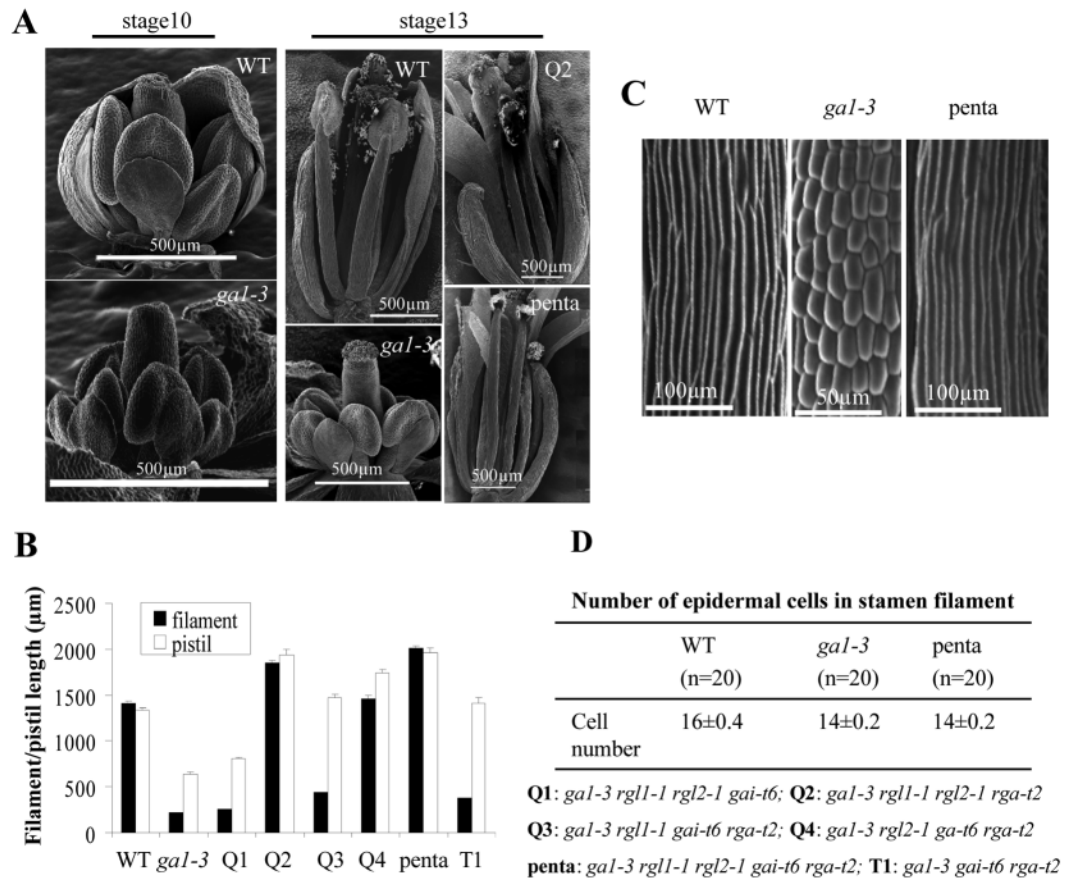 A
stage10
stage13
WT
500µm
ga1-3
500µm
WT
500µm
Q2
500µm
ga1-3
500µm
penta
500µm
C
WT
ga1-3
penta
100µm
50µm
100µm
B
Filament/pistil length (µm)
2500
2000
1500
1000
500
0
filament
pistil
WT ga1-3 Q1 Q2 Q3 Q4 penta T1
D
Number of epidermal cells in stamen filament
WT ga1-3 penta
(n=20) (n=20) (n=20)
Cell number 16±0.4 14±0.2 14±0.2
Q1: ga1-3 rgl1-1 rgl2-1 gai-t6; Q2: ga1-3 rgl1-1 rgl2-1 rga-t2
Q3: ga1-3 rgl1-1 gai-t6 rga-t2; Q4: ga1-3 rgl2-1 ga-t6 rga-t2
penta: ga1-3 rgl1-1 rgl2-1 gai-t6 rga-t2; T1: ga1-3 gai-t6 rga-t2